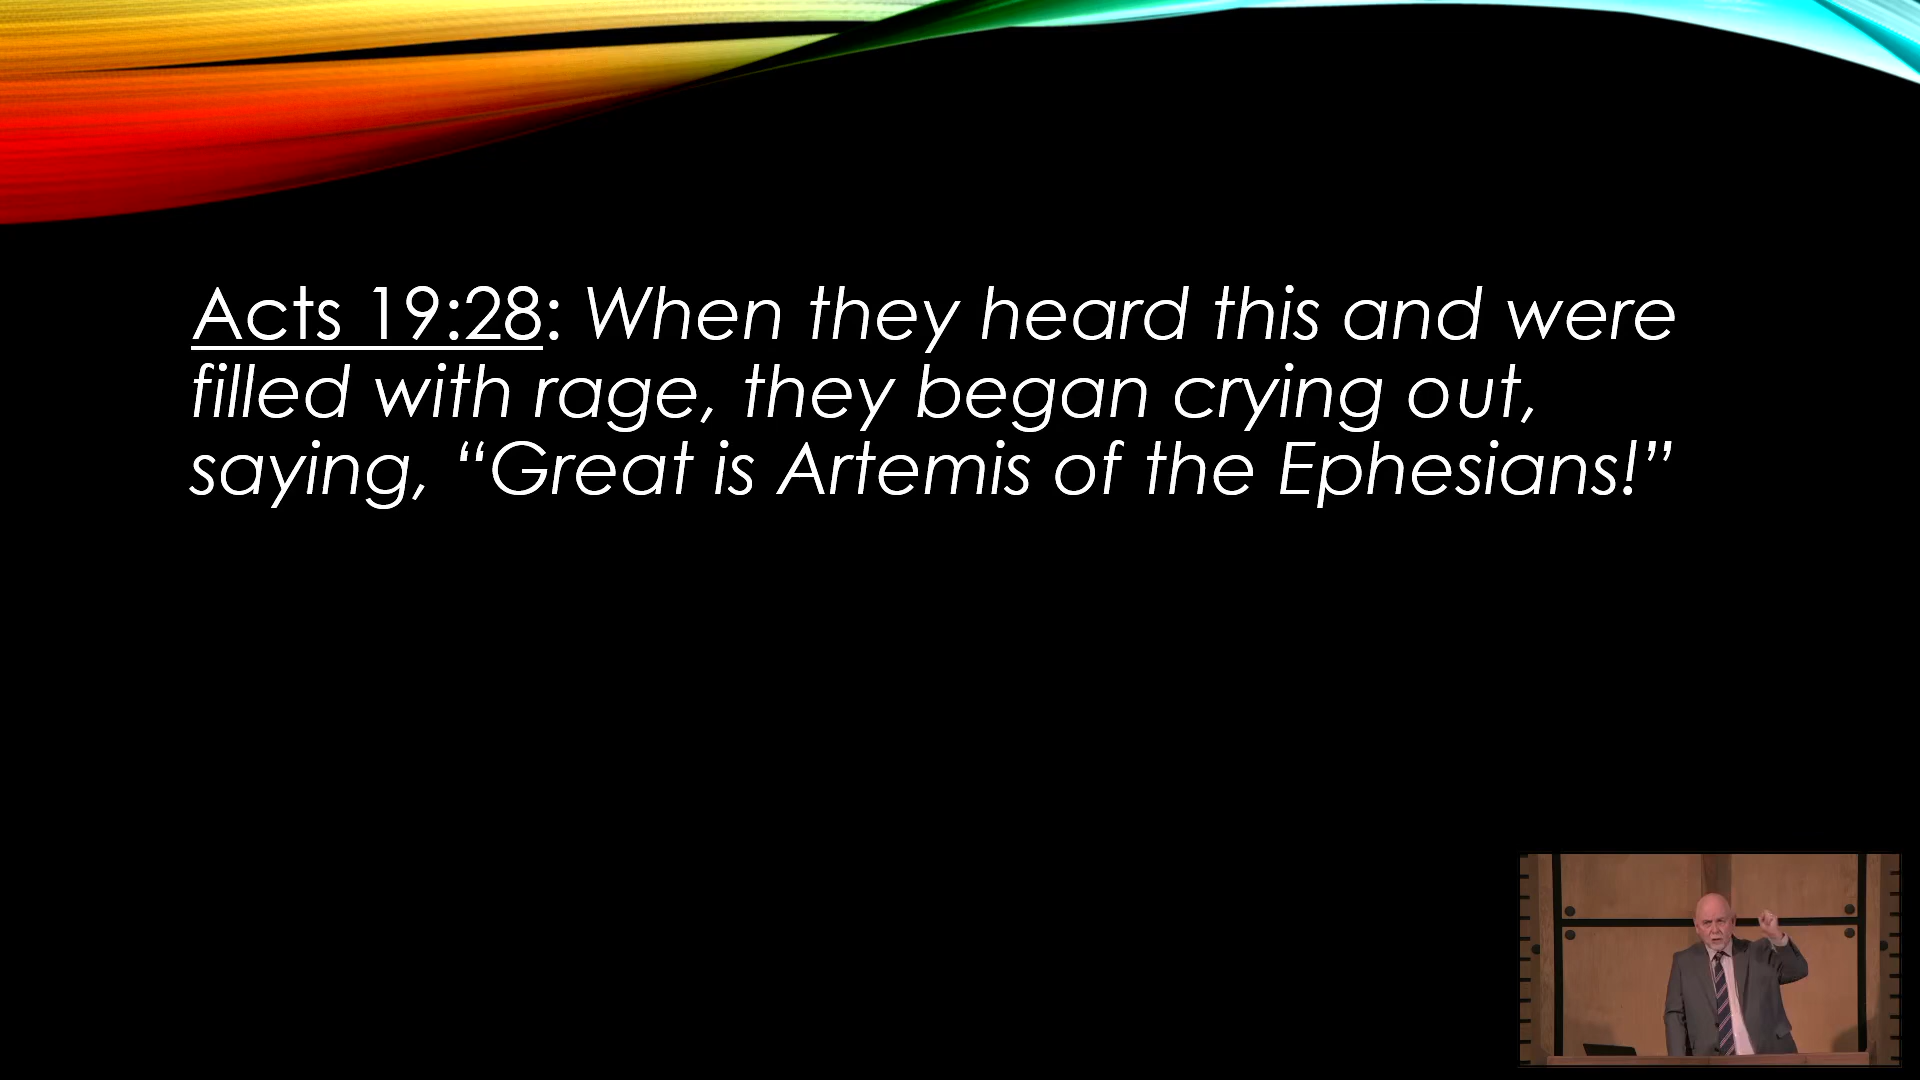 Acts 19:28: When they heard this and were
filled with rage, they began crying out,
saying, “Great is Artemis of the Ephesians!”